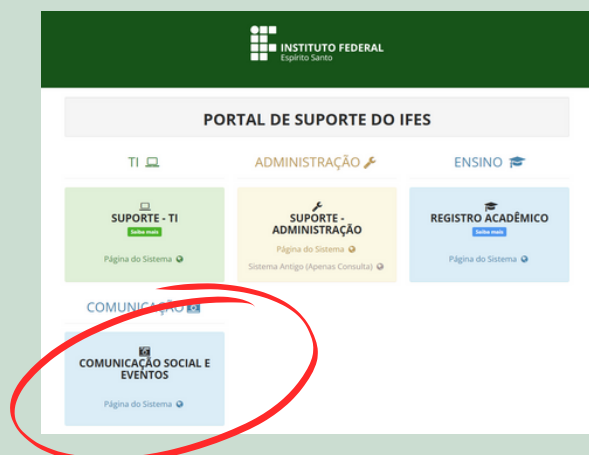 INSTITUTO FEDERAL
Espírito Santo
PORTAL DE SUPORTE DO IFES
TI
ADMINISTRAÇÃO
ENSINO
SUPORTE - TI
Saiba mais
Página do Sistema
SUPORTE -
ADMINISTRAÇÃO
Página do Sistema
Sistema Antigo (Apenas Consulta)
REGISTRO ACADÊMICO
Saiba mais
Página do Sistema
COMUNICAÇÃO
COMUNICAÇÃO SOCIAL E
EVENTOS
Página do Sistema